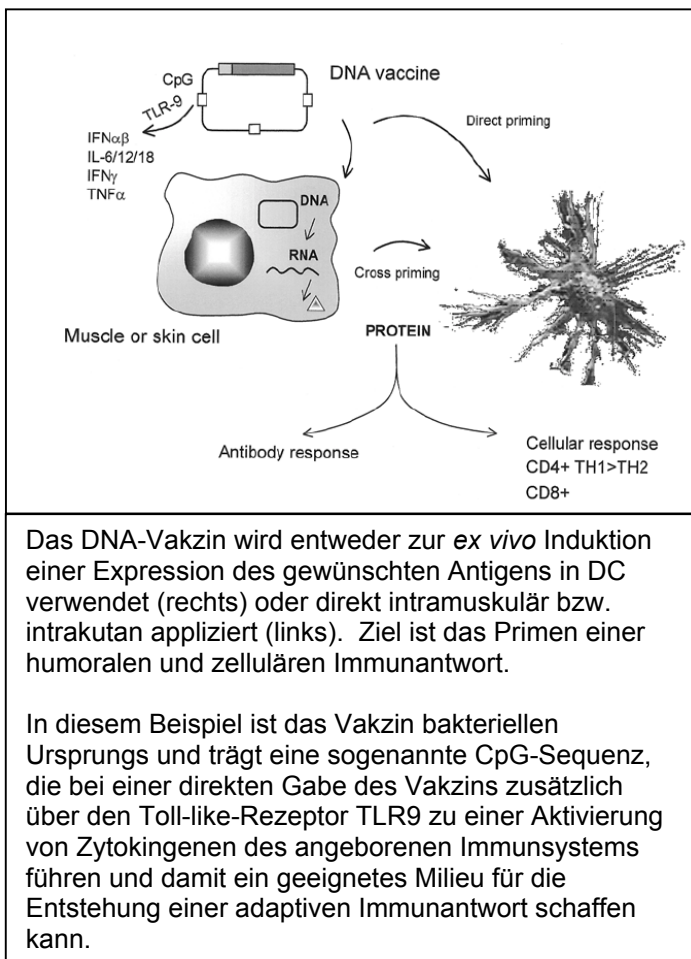 DNA vaccine
CpG
TLR-9
Direct priming
IFNαβ
IL-6/12/18
IFNγ
TNFα
DNA
RNA
Cross priming
Muscle or skin cell
PROTEIN
Antibody response
Cellular response
CD4+ TH1>TH2
CD8+
Das DNA-Vakzin wird entweder zur ex vivo Induktion
einer Expression des gewünschten Antigens in DC
verwendet (rechts) oder direkt intramuskulär bzw.
intrakutan appliziert (links). Ziel ist das Primen einer
humoralen und zellulären Immunantwort.
In diesem Beispiel ist das Vakzin bakteriellen
Ursprungs und trägt eine sogenannte CpG-Sequenz,
die bei einer direkten Gabe des Vakzins zusätzlich
über den Toll-like-Rezeptor TLR9 zu einer Aktivierung
von Zytokingenen des angeborenen Immunsystems
führen und damit ein geeignetes Milieu für die
Entstehung einer adaptiven Immunantwort schaffen
kann.